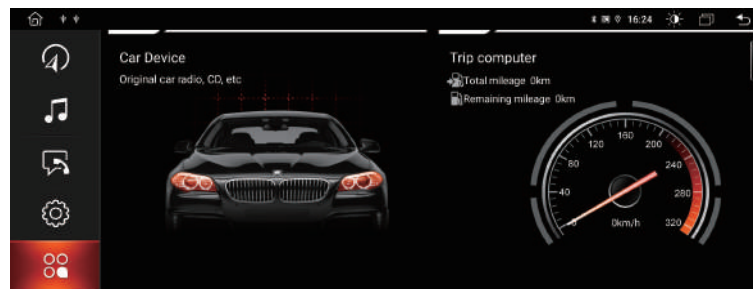 16:24
Car Device
Original car radio, CD, etc
Trip computer
Total mileage 0km
Remaining mileage 0km
120
160
200
80
240
40
280
0km/h
320